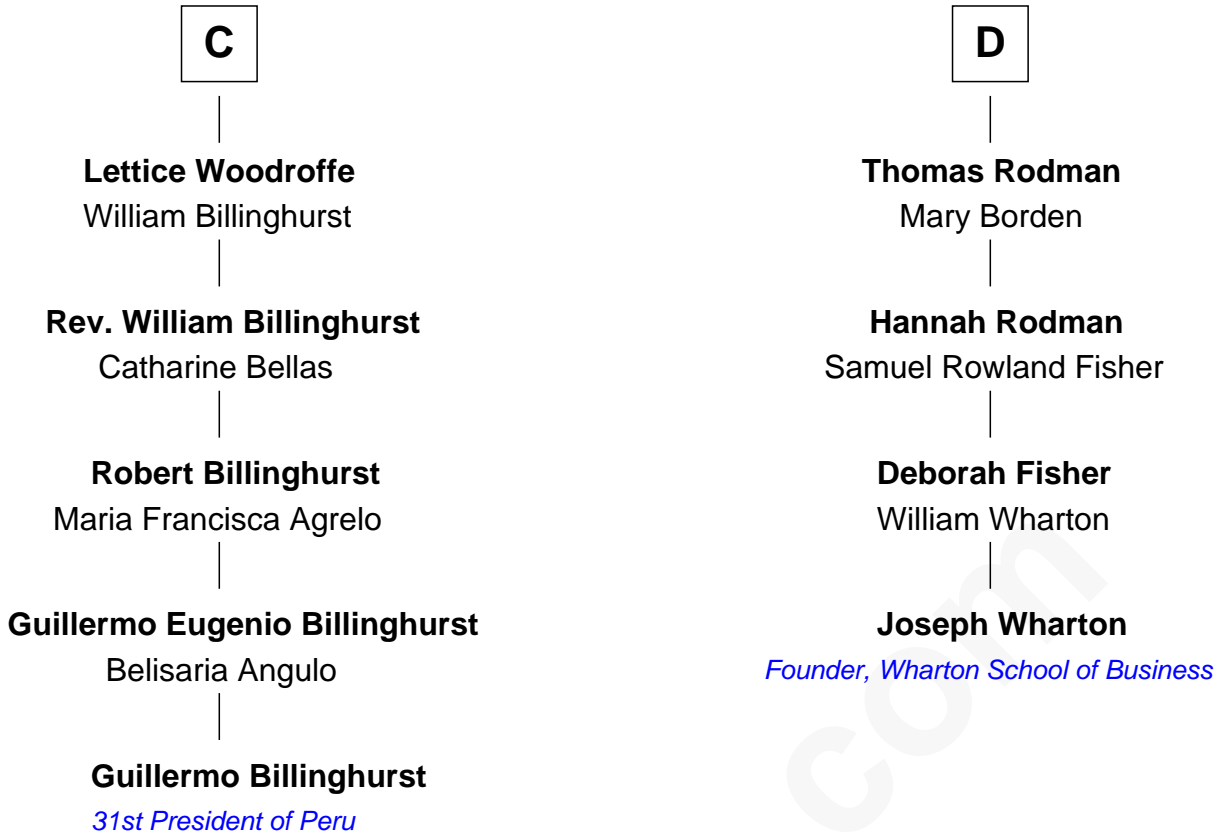 C
Lettice Woodroffe
William Billinghurst
Rev. William Billinghurst
Catharine Bellas
Robert Billinghurst
Maria Francisca Agrelo
Guillermo Eugenio Billinghurst
Belisaria Angulo
Guillermo Billinghurst
31st President of Peru
D
Thomas Rodman
Mary Borden
Hannah Rodman
Samuel Rowland Fisher
Deborah Fisher
William Wharton
Joseph Wharton
Founder, Wharton School of Business
com